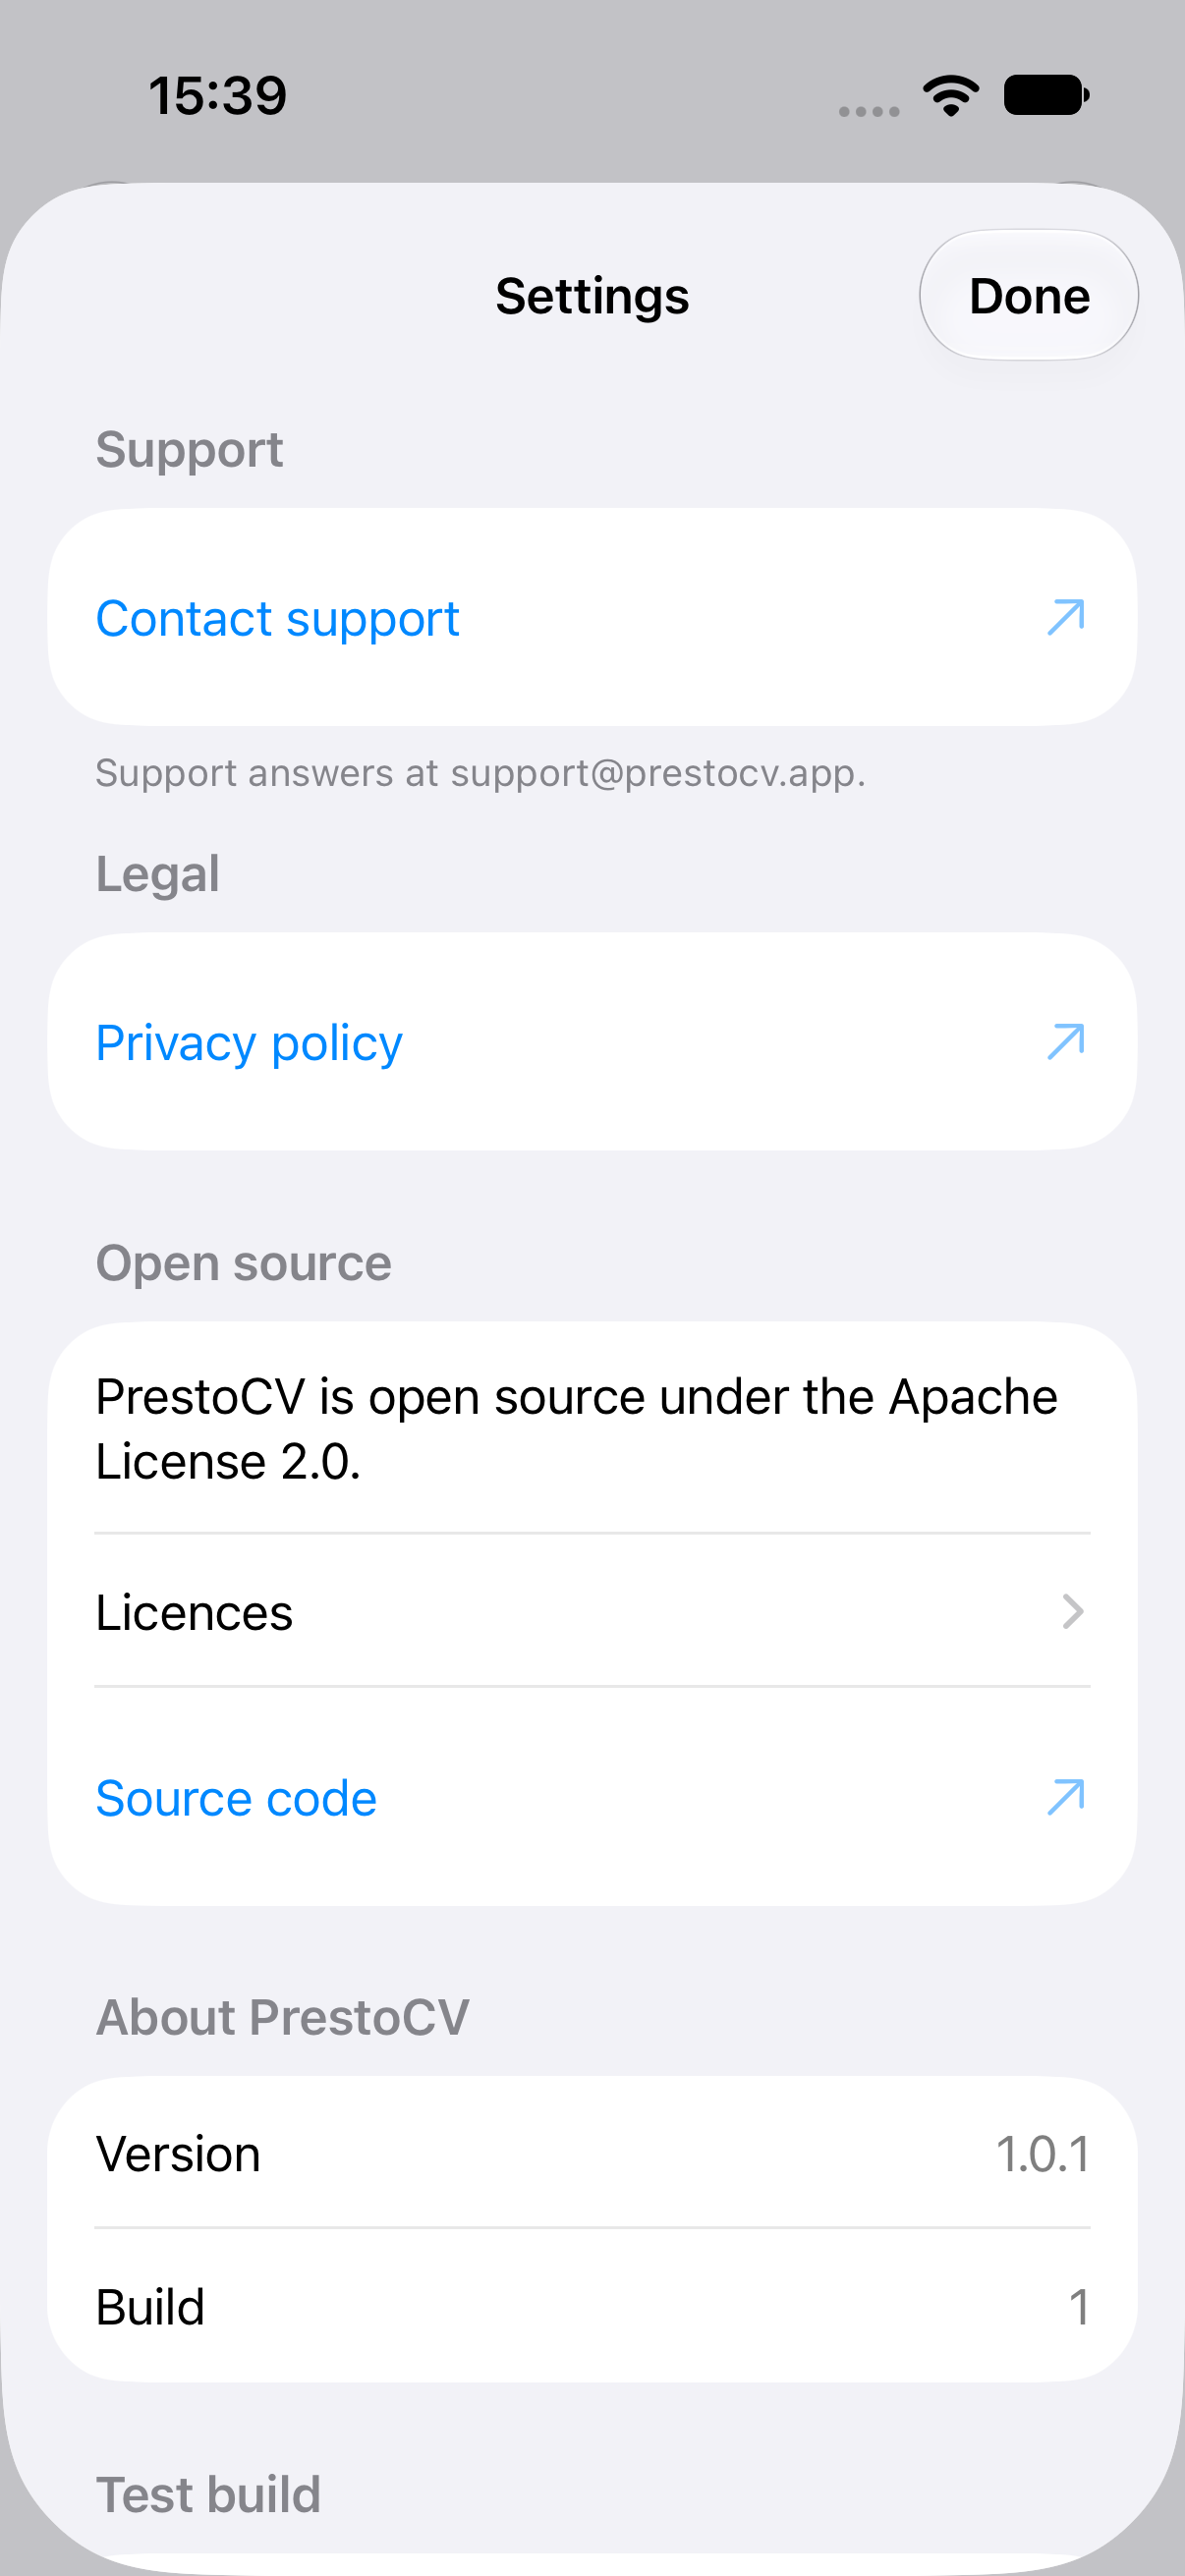 15:39
Settings
Done
Support
Contact support
Support answers at support@prestocv.app.
Legal
Privacy policy
Open source
PrestoCV is open source under the Apache
License 2.0.
Licences
Source code
About PrestoCV
Version 1.0.1
Build 1
Test build